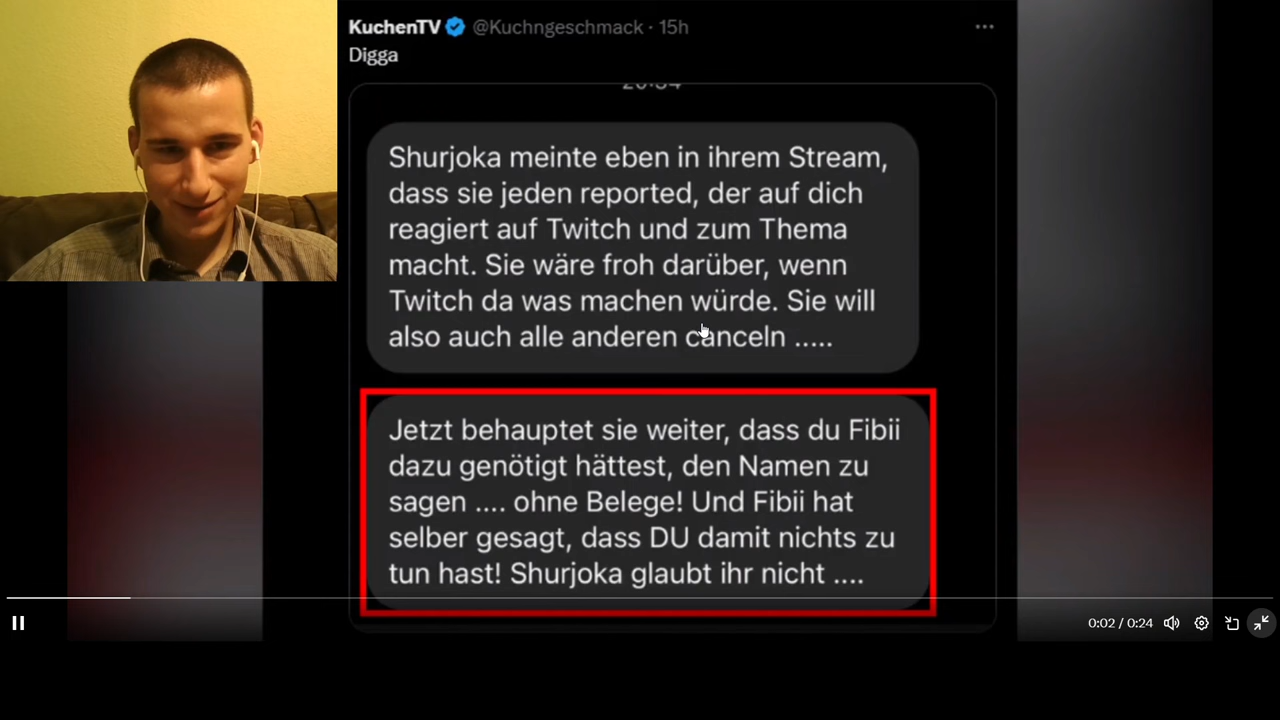 KuchenTV @Kuchngeschmack · 15h
Digga
Shurjoka meinte eben in ihrem Stream,
dass sie jeden reported, der auf dich
reagiert auf Twitch und zum Thema
macht. Sie wäre froh darüber, wenn
Twitch da was machen würde. Sie will
also auch alle anderen canceln .....
Jetzt behauptet sie weiter, dass du Fibii
dazu genötigt hättest, den Namen zu
sagen .... ohne Belege! Und Fibii hat
selber gesagt, dass DU damit nichts zu
tun hast! Shurjoka glaubt ihr nicht ....
0:02 / 0:24